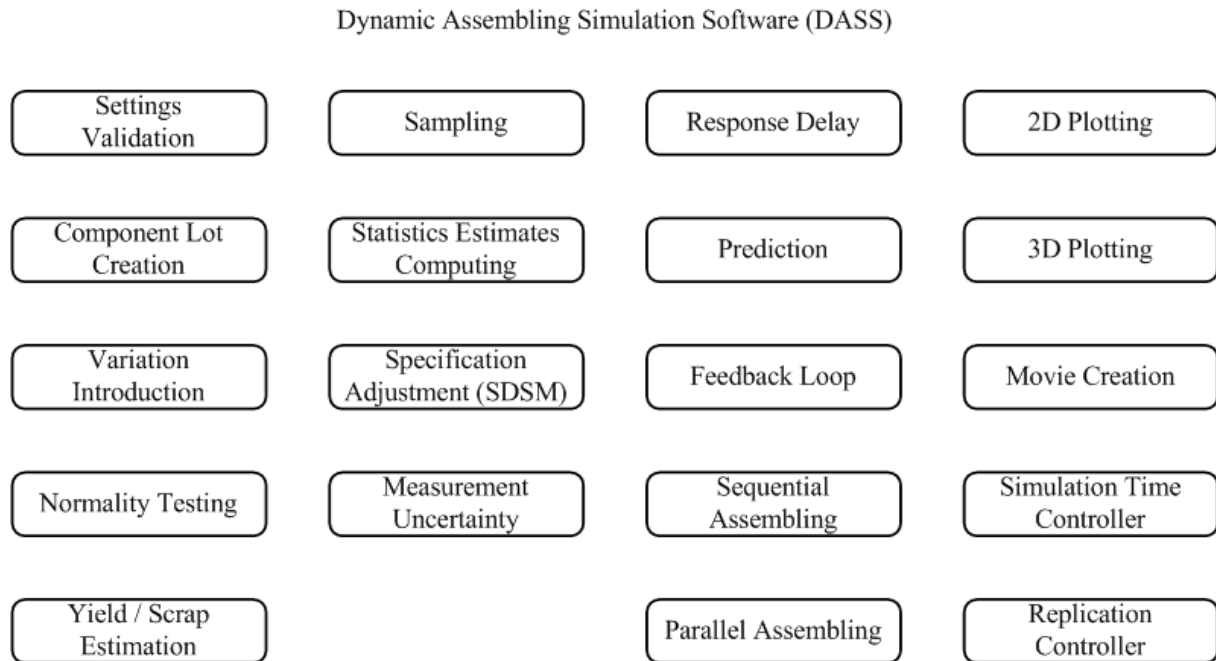 Dynamic Assembling Simulation Software (DASS)
Settings
Validation
Sampling
Response Delay
2D Plotting
Component Lot
Creation
Statistics Estimates
Computing
Prediction
3D Plotting
Variation
Introduction
Specification
Adjustment (SDSM)
Feedback Loop
Movie Creation
Normality Testing
Measurement
Uncertainty
Sequential
Assembling
Simulation Time
Controller
Yield / Scrap
Estimation
Parallel Assembling
Replication
Controller